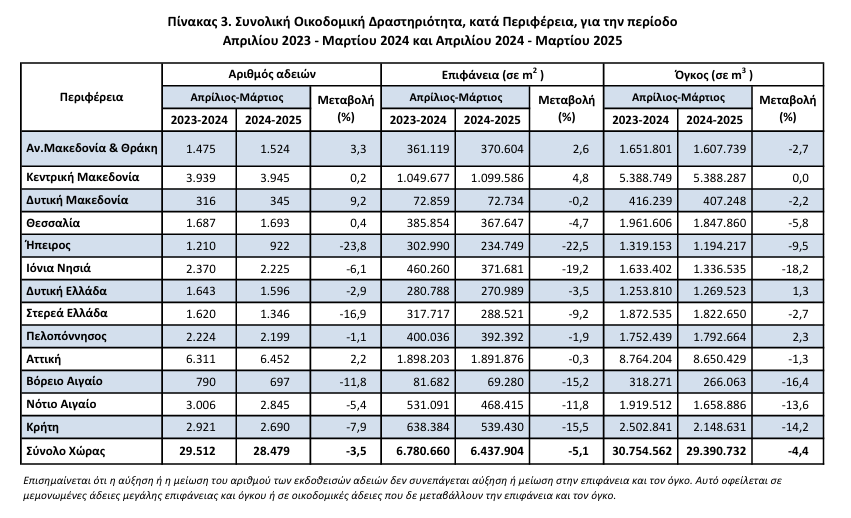 Πίνακας 3. Συνολική Οικοδομική Δραστηριότητα, κατά Περιφέρεια, για την περίοδο
Απριλίου 2023 - Μαρτίου 2024 και Απριλίου 2024 - Μαρτίου 2025
Περιφέρεια Αριθμός αδειών Επιφάνεια (σε m²) Όγκος (σε m³)
Απρίλιος-Μάρτιος Μεταβολή (%) Απρίλιος-Μάρτιος Μεταβολή (%) Απρίλιος-Μάρτιος Μεταβολή (%)
2023-2024 2024-2025 2023-2024 2024-2025 2023-2024 2024-2025
Αν.Μακεδονία & Θράκη 1.475 1.524 3,3 361.119 370.604 2,6 1.651.801 1.607.739 -2,7
Κεντρική Μακεδονία 3.939 3.945 0,2 1.049.677 1.099.586 4,8 5.388.749 5.388.287 0,0
Δυτική Μακεδονία 316 345 9,2 72.859 72.734 -0,2 416.239 407.248 -2,2
Θεσσαλία 1.687 1.693 0,4 385.854 367.647 -4,7 1.961.606 1.847.860 -5,8
Ήπειρος 1.210 922 -23,8 302.990 234.749 -22,5 1.319.153 1.194.217 -9,5
Ιόνια Νησιά 2.370 2.225 -6,1 460.260 371.681 -19,2 1.633.402 1.336.535 -18,2
Δυτική Ελλάδα 1.643 1.596 -2,9 280.788 270.989 -3,5 1.253.810 1.269.523 1,3
Στερεά Ελλάδα 1.620 1.346 -16,9 317.717 288.521 -9,2 1.872.535 1.822.650 -2,7
Πελοπόννησος 2.224 2.199 -1,1 400.036 392.392 -1,9 1.752.439 1.792.664 2,3
Αττική 6.311 6.452 2,2 1.898.203 1.891.876 -0,3 8.764.204 8.650.429 -1,3
Βόρειο Αιγαίο 790 697 -11,8 81.682 69.280 -15,2 318.271 266.063 -16,4
Νότιο Αιγαίο 3.006 2.845 -5,4 531.091 468.415 -11,8 1.919.512 1.658.886 -13,6
Κρήτη 2.921 2.690 -7,9 638.384 539.430 -15,5 2.502.841 2.148.631 -14,2
Σύνολο Χώρας 29.512 28.479 -3,5 6.780.660 6.437.904 -5,1 30.754.562 29.390.732 -4,4
Επισημαίνεται ότι η αύξηση ή η μείωση του αριθμού των εκδοθεισών αδειών δεν συνεπάγεται αύξηση ή μείωση στην επιφάνεια και τον όγκο. Αυτό οφείλεται σε
μεμονωμένες άδειες μεγάλης επιφάνειας και όγκου ή σε οικοδομικές άδειες που δε μεταβάλλουν την επιφάνεια και τον όγκο.